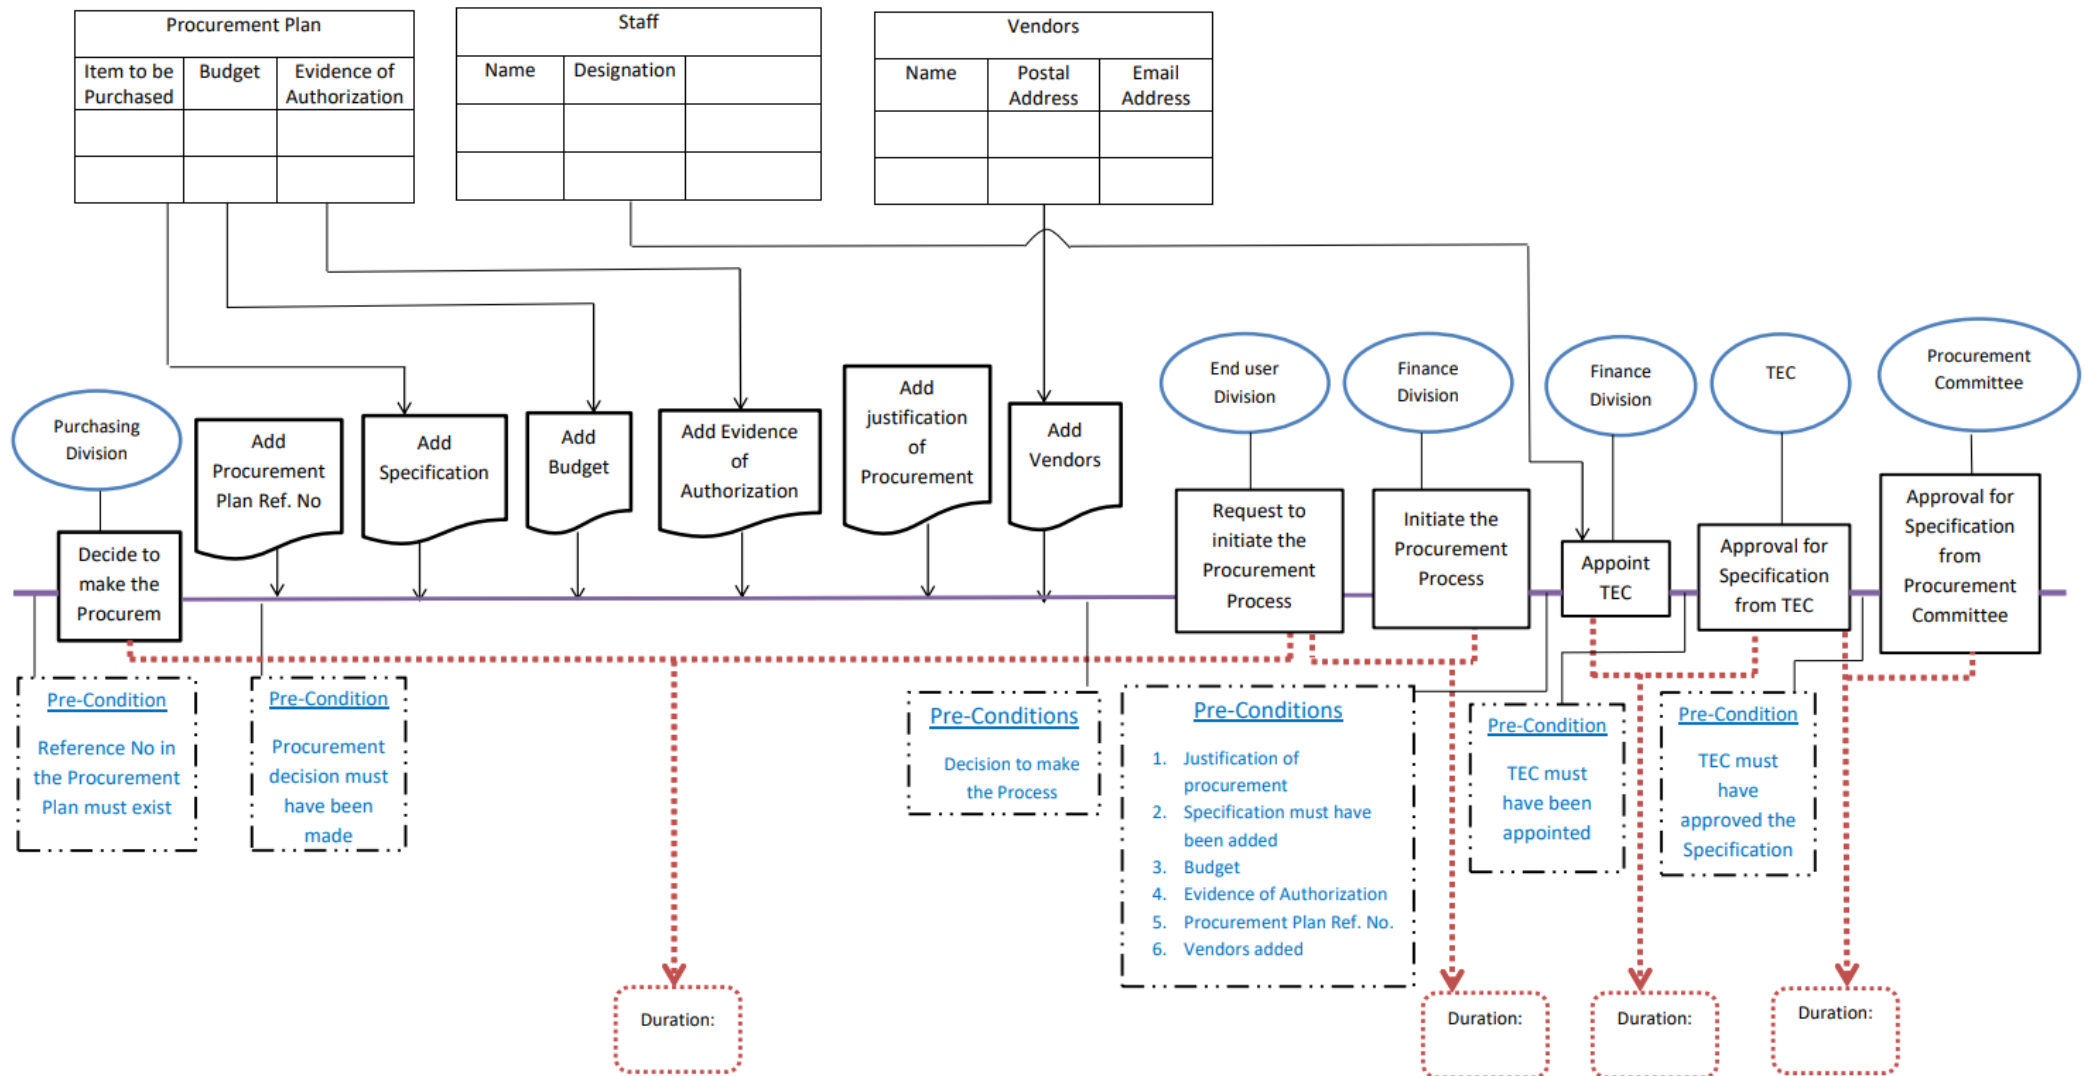 Procurement Plan
Item to be
Purchased
Budget
Evidence of
Authorization
Staff
Name
Designation
Vendors
Name
Postal
Address
Email
Address
Purchasing
Division
Decide to
make the
Procurem
Add
Procurement
Plan Ref. No
Add
Specification
Add
Budget
Add Evidence
of
Authorization
Add
justification
of
Procurement
Add
Vendors
End user
Division
Request to
initiate the
Procurement
Process
Finance
Division
Initiate the
Procurement
Process
Finance
Division
Appoint
TEC
TEC
Approval for
Specification
from TEC
Procurement
Committee
Approval for
Specification
from
Procurement
Committee
Pre-Condition
Reference No in
the Procurement
Plan must exist
Pre-Condition
Procurement
decision must
have been
made
Pre-Conditions
Decision to make
the Process
Pre-Conditions
1. Justification of
procurement
2. Specification must have
been added
3. Budget
4. Evidence of Authorization
5. Procurement Plan Ref. No.
6. Vendors added
Pre-Condition
TEC must
have been
appointed
Pre-Condition
TEC must
have
approved the
Specification
Duration:
Duration:
Duration:
Duration: